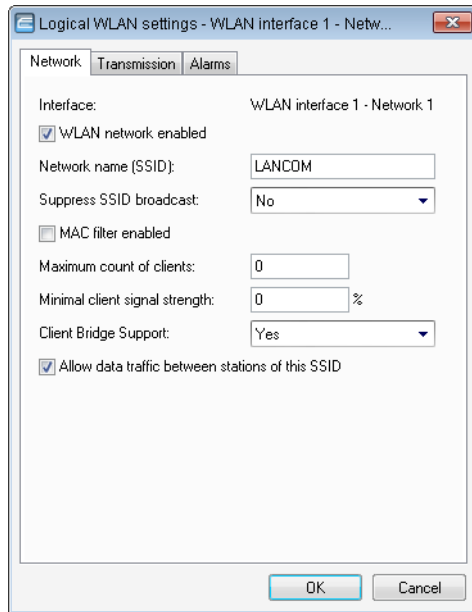 Logical WLAN settings - WLAN interface 1 - Netw...
Network Transmission Alarms
Interface: WLAN interface 1 - Network 1
WLAN network enabled
Network name (SSID): LANCOM
Suppress SSID broadcast: No
MAC filter enabled
Maximum count of clients: 0
Minimal client signal strength: 0 %
Client Bridge Support: Yes
Allow data traffic between stations of this SSID
OK Cancel